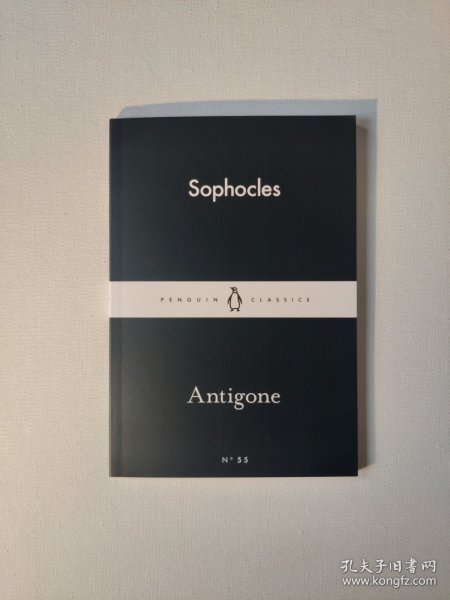 Sophocles
PENGUIN CLASSICS
Antigone
Nº 55
孔夫子旧书网
www.kongfz.com